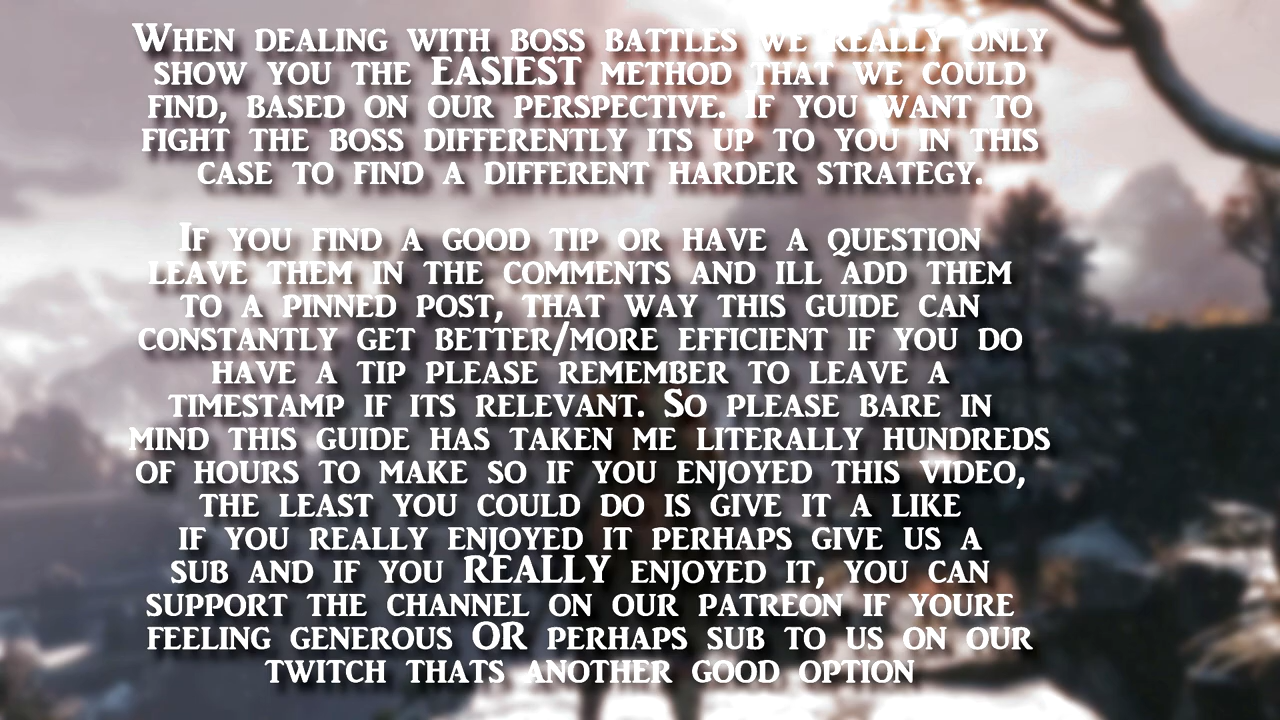 When dealing with boss battles we really only
show you the EASIEST method that we could
find, based on our perspective. If you want to
fight the boss differently its up to you in this
case to find a different harder strategy.
If you find a good tip or have a question
leave them in the comments and ill add them
to a pinned post, that way this guide can
constantly get better/more efficient if you do
have a tip please remember to leave a
timestamp if its relevant. So please bare in
mind this guide has taken me literally hundreds
of hours to make so if you enjoyed this video,
the least you could do is give it a like
if you really enjoyed it perhaps give us a
sub and if you REALLY enjoyed it, you can
support the channel on our patreon if youre
feeling generous OR perhaps sub to us on our
twitch thats another good option